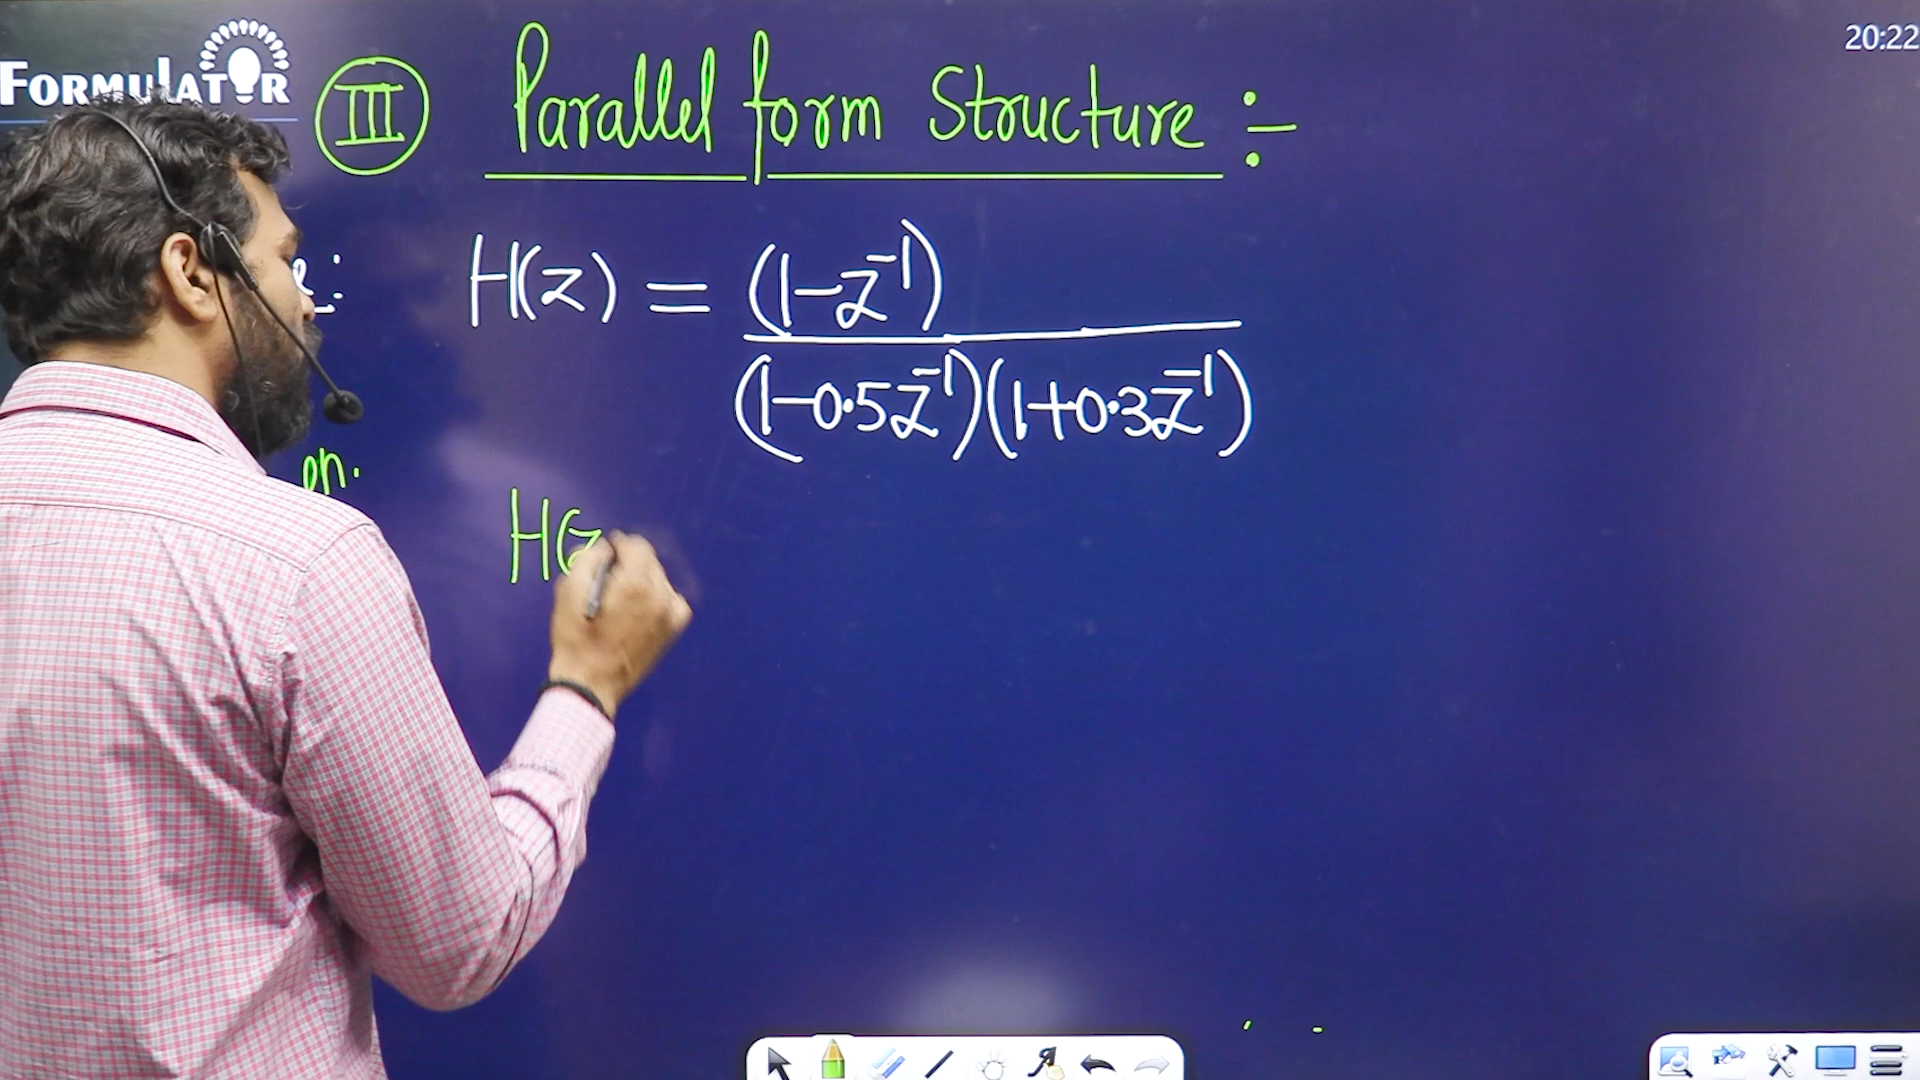 FORMULATOR
20:22
III Parallel form Structure :-
H(z) = (1-z⁻¹)
(1-0.5z⁻¹)(1+0.3z⁻¹)
H(z